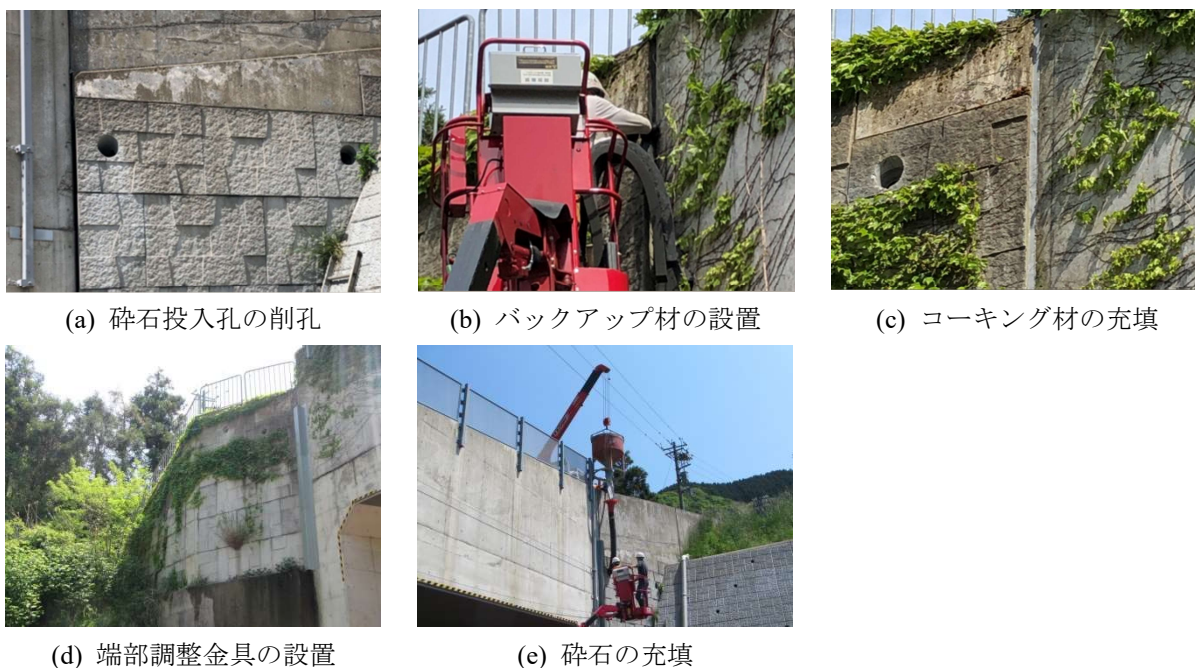 (a) 砕石投入孔の削孔
(b) バックアップ材の設置
(c) コーキング材の充填
(d) 端部調整金具の設置
(e) 砕石の充填